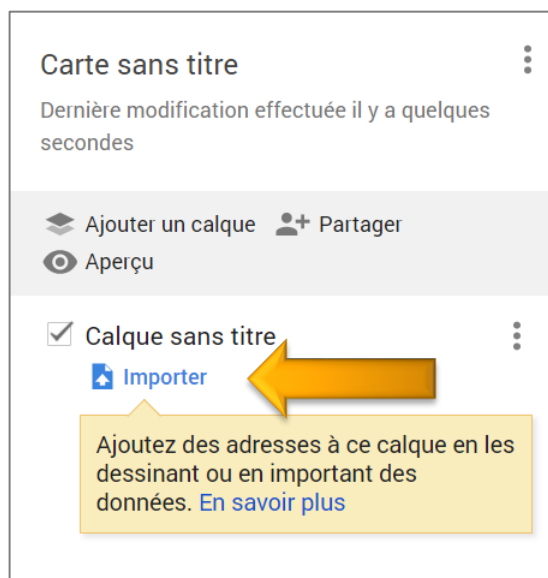 Carte sans titre
Dernière modification effectuée il y a quelques
secondes
Ajouter un calque Partager
Aperçu
Calque sans titre
Importer
Ajoutez des adresses à ce calque en les
dessinant ou en important des
données. En savoir plus